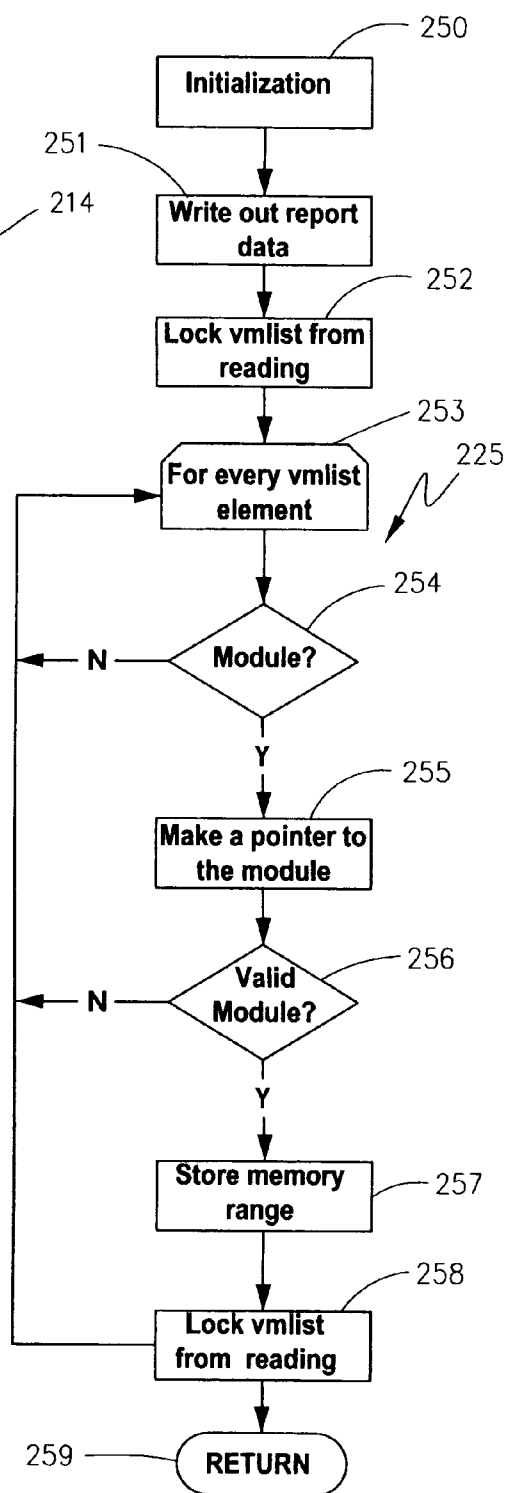 250
Initialization
251
214
Write out report
data
252
Lock vmlist from
reading
253
For every vmlist
element
225
254
Module?
N
Y
255
Make a pointer to
the module
256
Valid
Module?
N
Y
Store memory
range
257
258
Lock vmlist
from reading
259
RETURN